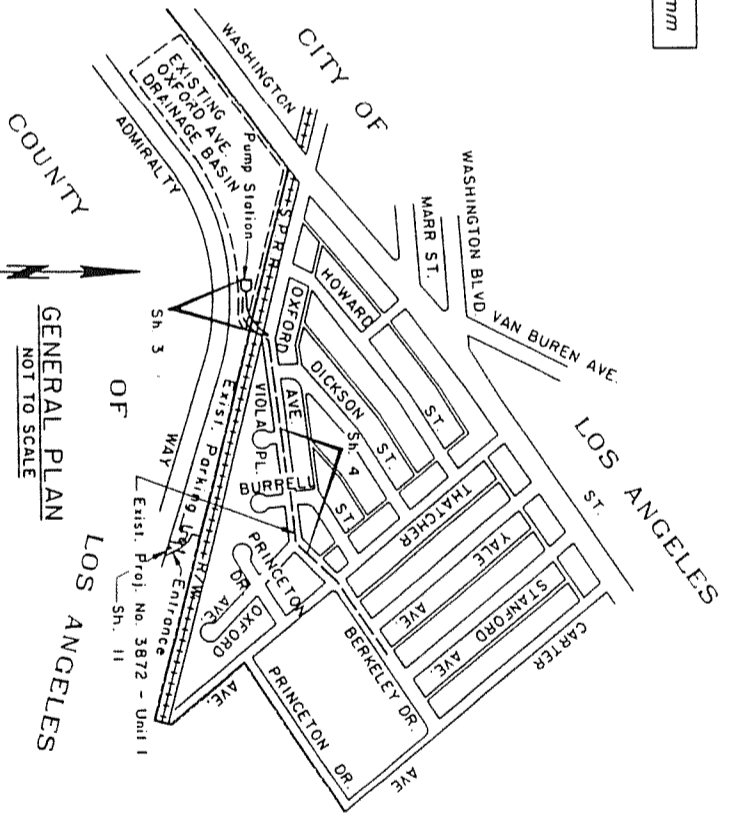 mm
CITY OF
WASHINGTON
WASHINGTON BLVD.
MARR ST.
VAN BUREN AVE.
LOS ANGELES
ST.
EXISTING
OXFORD AVE.
DRAINAGE BASIN
Pump Station
ADMIRALTY
WAY
S.P.R.R.
R/W
HOWARD
ST.
OXFORD
AVE
DICKSON
ST.
Sh. 4
VIOLA PL.
BURRELL
ST.
THATCHER
AVE.
YALE
AVE.
STANFORD
AVE.
CARTER
AVE
PRINCETON
DR.
OXFORD
AVE.
BERKELEY DR.
PRINCETON DR.
AVE.
Sh. 3
Exist. Parking Lot Entrance
Exist. Proj. No. 3872 - Unit I
Sh. 11
COUNTY
OF
LOS ANGELES
N
GENERAL PLAN
NOT TO SCALE